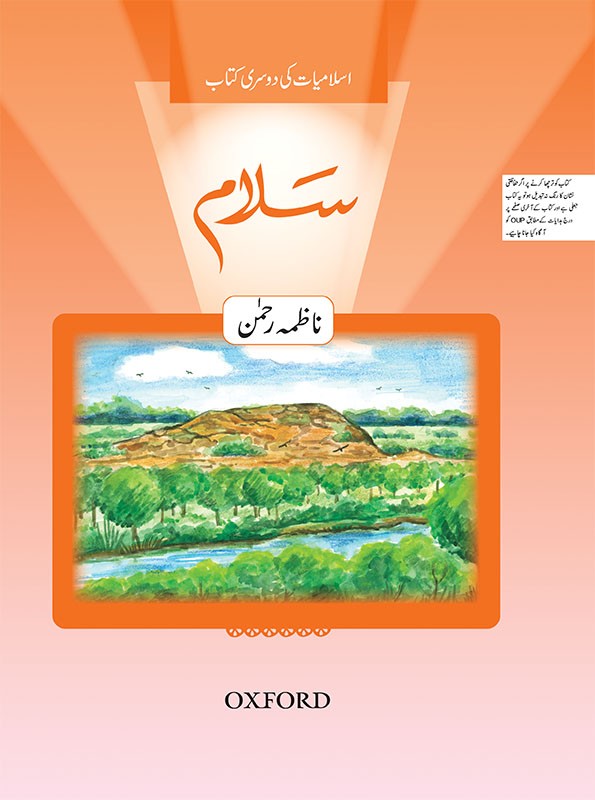 اسلامیات کی دوسری کتاب
سَلام
کتاب کو ترچھا کرنے پر اگر حفاظتی
نشان کا رنگ نہ تبدیل ہو تو یہ کتاب
جعلی ہے اور کتاب کے آخری صفحے پر
درج ہدایات کے مطابق OUP کو
آگاہ کیا جانا چاہیے۔
ناظمہ رحمٰن
OXFORD